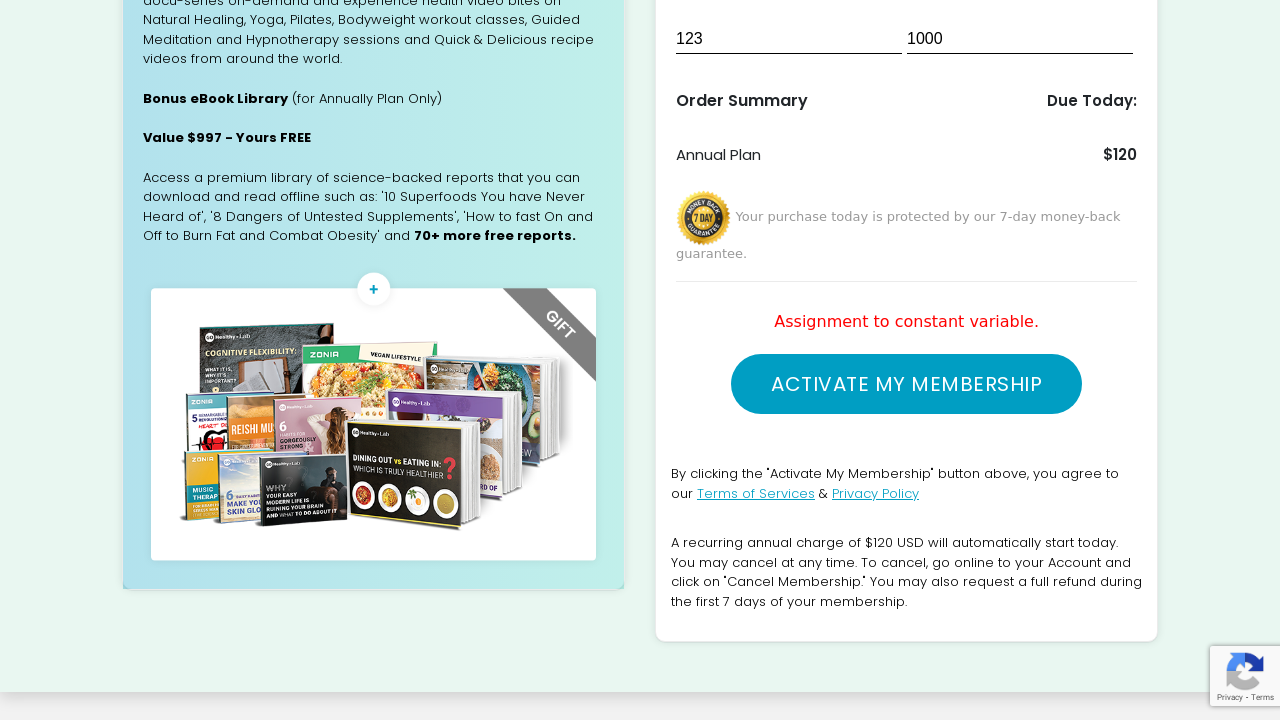 docu-series on-demand and experience health video bites on
Natural Healing, Yoga, Pilates, Bodyweight workout classes, Guided
Meditation and Hypnotherapy sessions and Quick & Delicious recipe
videos from around the world.
Bonus eBook Library (for Annually Plan Only)
Value $997 - Yours FREE
Access a premium library of science-backed reports that you can
download and read offline such as: '10 Superfoods You have Never
Heard of', '8 Dangers of Untested Supplements', 'How to fast On and
Off to Burn Fat and Combat Obesity' and 70+ more free reports.
+
GIFT
Healthy Lab
COGNITIVE FLEXIBILITY:
WHAT IT IS,
WHY IT'S
IMPORTANT?
ZONIA
VEGAN LIFESTYLE
ZONIA
5
Healthy Lab
REISHI
6
GORGEOUSLY
STRONG
Healthy Lab
MUSIC
THERAP
6
MAKE YOU
SKIN GLO
Healthy Lab
WHY
YOUR EASY
MODERN LIFE IS
RUINING YOUR BRAIN
AND WHAT TO DO ABOUT IT
Healthy Lab
DINING OUT vs EATING IN:
WHICH IS TRULY HEALTHIER ?
123 1000
Order Summary Due Today:
Annual Plan $120
MONEY BACK
7 DAY
GUARANTEE
Your purchase today is protected by our 7-day money-back
guarantee.
Assignment to constant variable.
ACTIVATE MY MEMBERSHIP
By clicking the "Activate My Membership" button above, you agree to
our Terms of Services & Privacy Policy
A recurring annual charge of $120 USD will automatically start today.
You may cancel at any time. To cancel, go online to your Account and
click on "Cancel Membership." You may also request a full refund during
the first 7 days of your membership.
Privacy - Terms